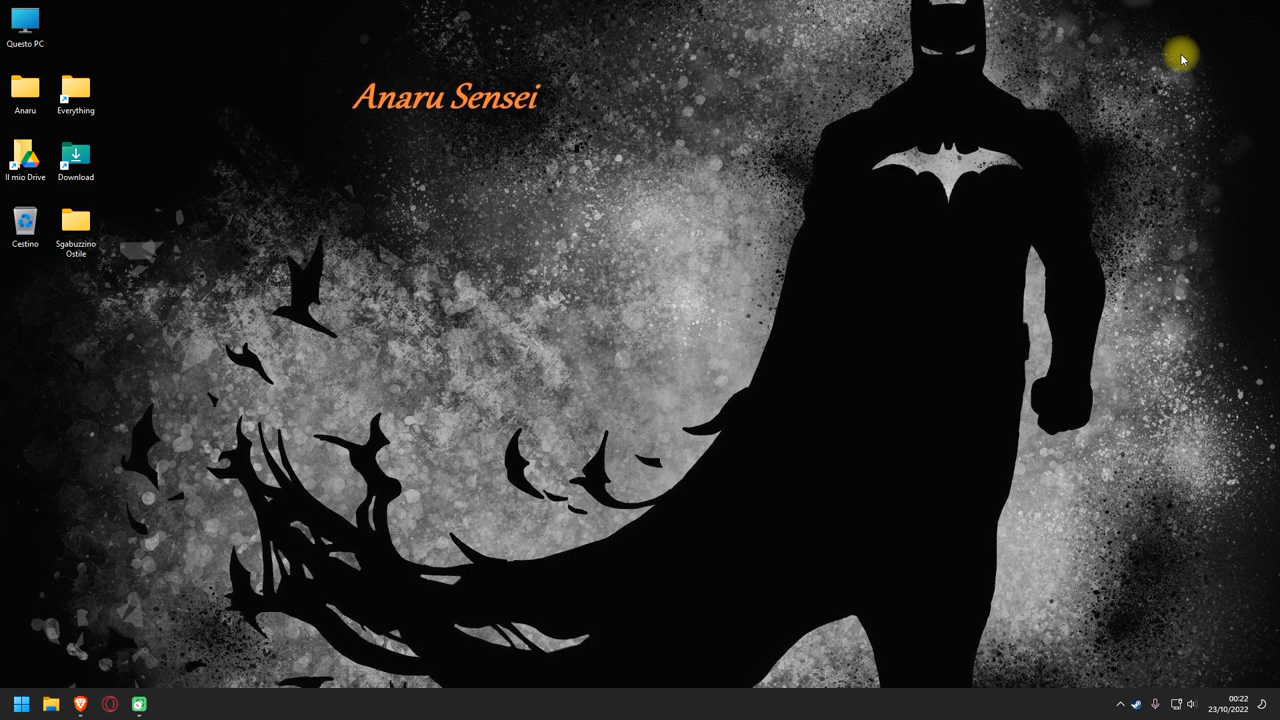 Questo PC
Anaru
Everything
Il mio Drive
Download
Cestino
Sgabuzzino
Ostile
Anaru Sensei
00:22
23/10/2022